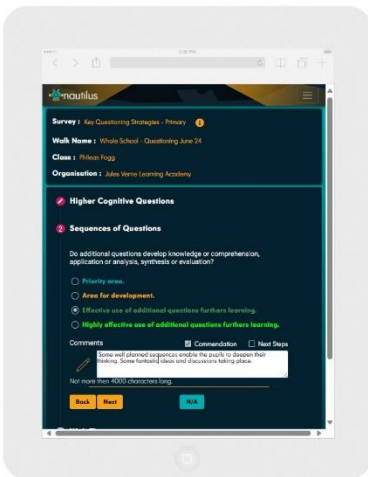 nautilus
Survey : Key Questioning Strategies - Primary
Walk Name : Whole School - Questioning June 24
Class : Phileas Fogg
Organisation : Jules Verne Learning Academy
Higher Cognitive Questions
2 Sequences of Questions
Do additional questions develop knowledge or comprehension,
application or analysis, synthesis or evaluation?
Priority area.
Area for development.
Effective use of additional questions furthers learning.
Highly effective use of additional questions furthers learning.
Comments Commendation Next Steps
Some well planned sequences enable the pupils to deepen their
thinking. Some fantastic ideas and discussions taking place.
Not more then 4000 characters long.
Back Next N/A